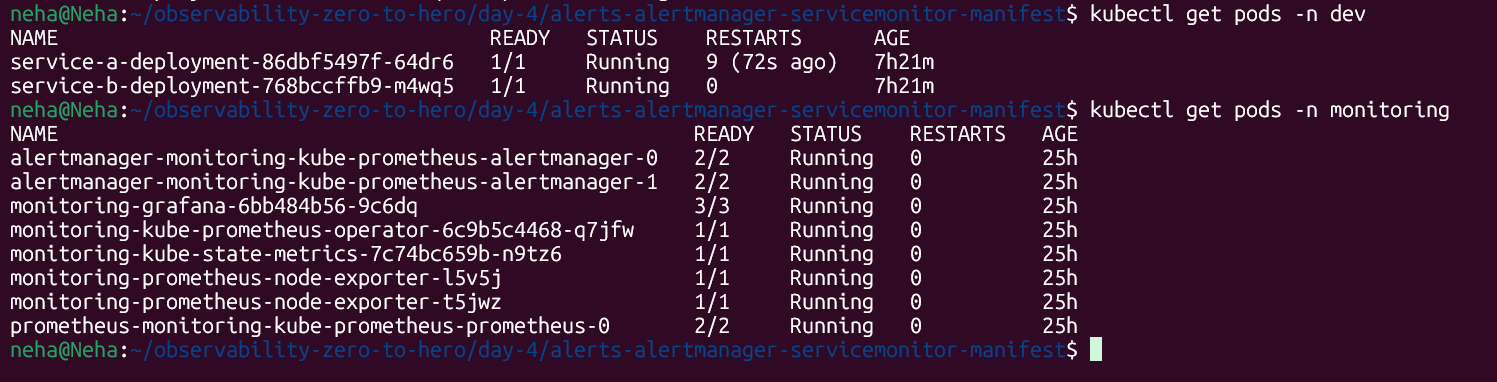 neha@Neha:~/observability-zero-to-hero/day-4/alerts-alertmanager-servicemonitor-manifest$ kubectl get pods -n dev
NAME READY STATUS RESTARTS AGE
service-a-deployment-86dbf5497f-64dr6 1/1 Running 9 (72s ago) 7h21m
service-b-deployment-768bccffb9-m4wq5 1/1 Running 0 7h21m
neha@Neha:~/observability-zero-to-hero/day-4/alerts-alertmanager-servicemonitor-manifest$ kubectl get pods -n monitoring
NAME READY STATUS RESTARTS AGE
alertmanager-monitoring-kube-prometheus-alertmanager-0 2/2 Running 0 25h
alertmanager-monitoring-kube-prometheus-alertmanager-1 2/2 Running 0 25h
monitoring-grafana-6bb484b56-9c6dq 3/3 Running 0 25h
monitoring-kube-prometheus-operator-6c9b5c4468-q7jfw 1/1 Running 0 25h
monitoring-kube-state-metrics-7c74bc659b-n9tz6 1/1 Running 0 25h
monitoring-prometheus-node-exporter-l5v5j 1/1 Running 0 25h
monitoring-prometheus-node-exporter-t5jwz 1/1 Running 0 25h
prometheus-monitoring-kube-prometheus-prometheus-0 2/2 Running 0 25h
neha@Neha:~/observability-zero-to-hero/day-4/alerts-alertmanager-servicemonitor-manifest$